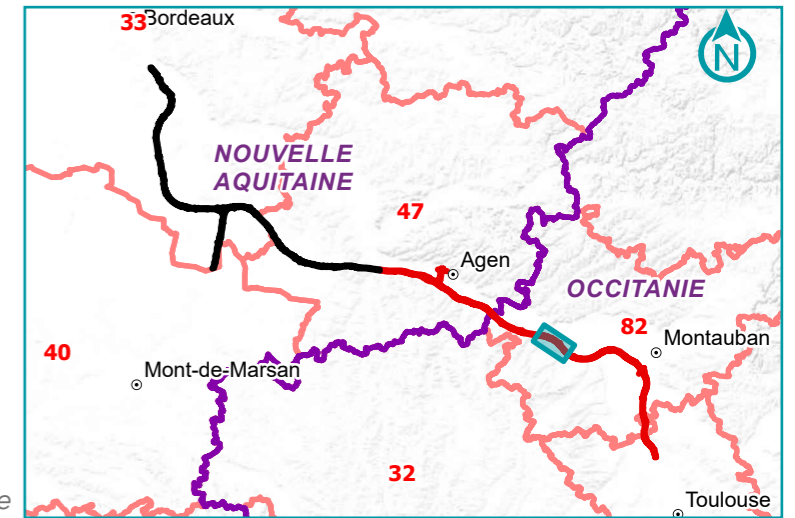 33
Bordeaux
N
NOUVELLE
AQUITAINE
47
Agen
OCCITANIE
82
Montauban
40
Mont-de-Marsan
32
Toulouse
e